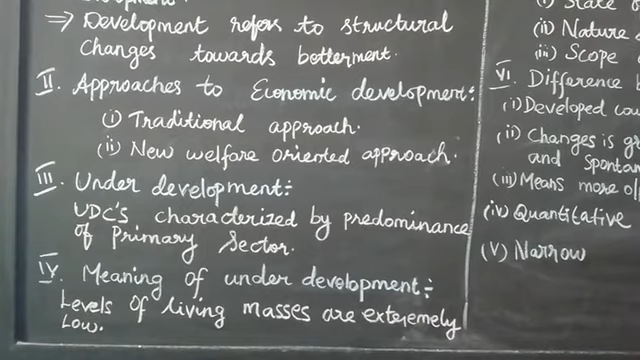 ⇒ Development refers to structural
Changes towards betterment.
II. Approaches to Economic development:
(i) Traditional approach.
(ii) New welfare oriented approach.
III. Under development:
UDC'S characterized by predominance
of Primary Sector.
IV. Meaning of under development:
Levels of living masses are exteremely
Low.
(i) State
(ii) Nature
(iii) Scope
VI. Difference
(i) Developed
(ii) Changes is
and
(iii) Means more
(iv) Quantitative
(V) Narrow